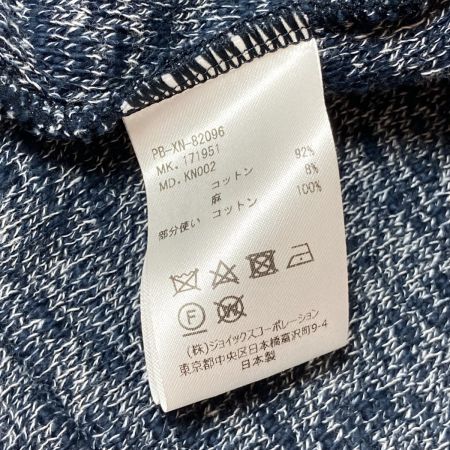 PB-XN-82096
MK. 171951
MD. KN002
コットン 92%
麻 8%
部分使い コットン 100%
F W
(株)ジョイックスコーポレーション
東京都中央区日本橋富沢町9-4
日本製